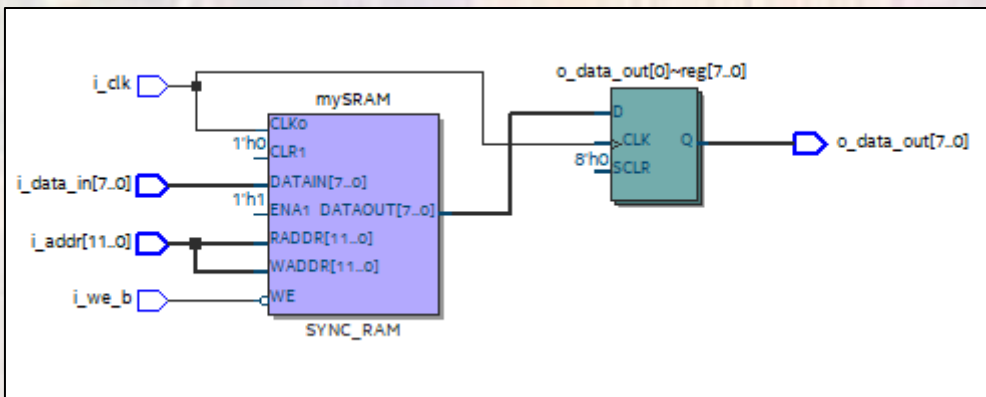 i_clk
mySRAM
o_data_out[0]~reg[7..0]
CLK0
1'h0
CLR1
i_data_in[7..0]
DATAIN[7..0]
1'h1
ENA1 DATAOUT[7..0]
i_addr[11..0]
RADDR[11..0]
WADDR[11..0]
i_we_b
WE
SYNC_RAM
D
CLK
Q
8'h0
SCLR
o_data_out[7..0]